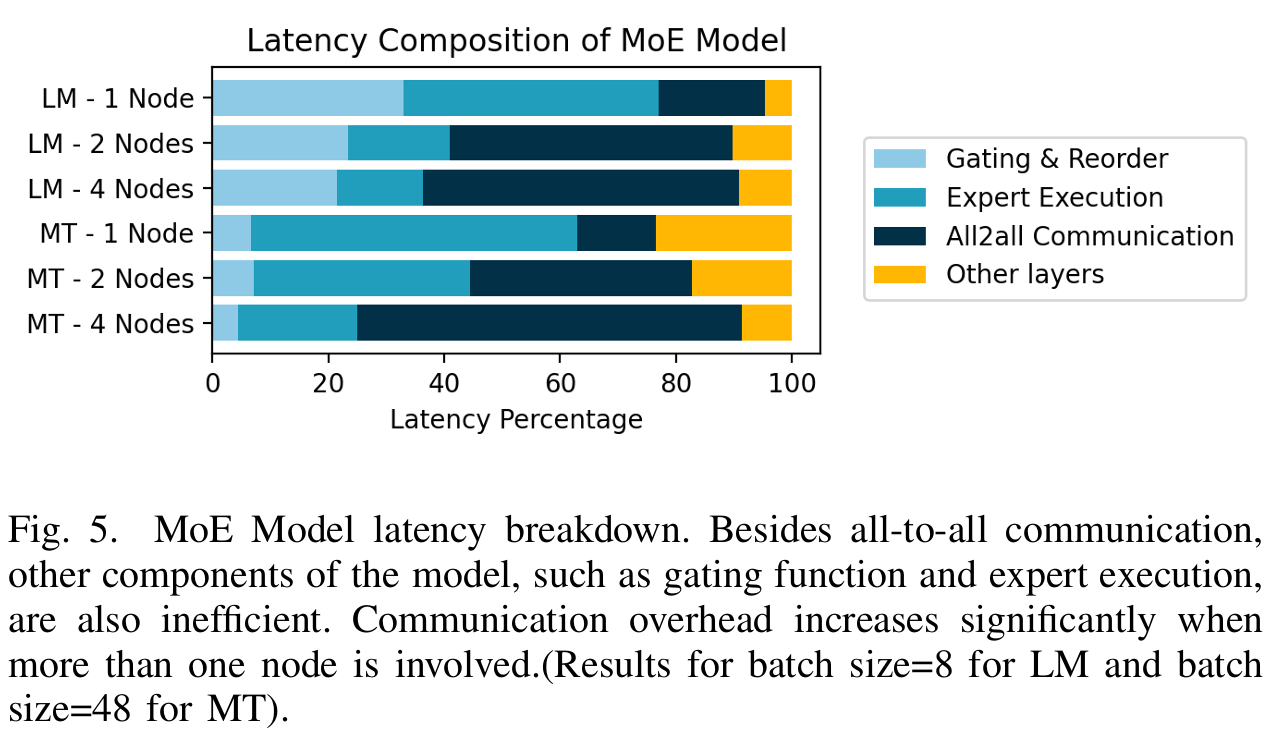 Latency Composition of MoE Model
LM - 1 Node
LM - 2 Nodes
LM - 4 Nodes
MT - 1 Node
MT - 2 Nodes
MT - 4 Nodes
0 20 40 60 80 100
Latency Percentage
Gating & Reorder
Expert Execution
All2all Communication
Other layers
Fig. 5. MoE Model latency breakdown. Besides all-to-all communication,
other components of the model, such as gating function and expert execution,
are also inefficient. Communication overhead increases significantly when
more than one node is involved.(Results for batch size=8 for LM and batch
size=48 for MT).